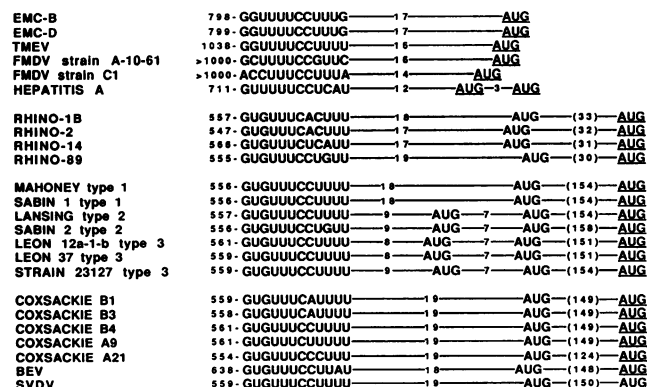 EMC-B 798-GGUUUUCCUUUG—17—AUG
EMC-D 799-GGUUUUCCUUUG—17—AUG
TMEV 1038-GGUUUUCCUUUU—16—AUG
FMDV strain A-10-61 >1000-GCUUUUCCGUUC—16—AUG
FMDV strain C1 >1000-ACCUUUCCUUUA—14—AUG
HEPATITIS A 711-GUUUUUCCUCAU—12—AUG—3—AUG
RHINO-1B 557-GUGUUUCACUUU—18—AUG—(33)—AUG
RHINO-2 547-GUGUUUCACUUU—17—AUG—(32)—AUG
RHINO-14 568-GUGUUUCUCAUU—17—AUG—(31)—AUG
RHINO-89 555-GUGUUUCCUGUU—19—AUG—(30)—AUG
MAHONEY type 1 556-GUGUUUCCUUUU—18—AUG—(154)—AUG
SABIN 1 type 1 556-GUGUUUCCUUUU—18—AUG—(154)—AUG
LANSING type 2 557-GUGUUUCCUUUU—9—AUG—7—AUG—(154)—AUG
SABIN 2 type 2 556-GUGUUUCCUGUU—9—AUG—7—AUG—(158)—AUG
LEON 12a-1-b type 3 561-GUGUUUCCUUUU—8—AUG—7—AUG—(151)—AUG
LEON 37 type 3 559-GUGUUUCCUUUU—8—AUG—7—AUG—(151)—AUG
STRAIN 23127 type 3 559-GUGUUUCCUUUU—9—AUG—7—AUG—(154)—AUG
COXSACKIE B1 559-GUGUUUCAUUUU—19—AUG—(149)—AUG
COXSACKIE B3 558-GUGUUUCAUUUU—19—AUG—(149)—AUG
COXSACKIE B4 561-GUGUUUCCUUUU—19—AUG—(149)—AUG
COXSACKIE A9 561-GUGUUUCUUUUU—19—AUG—(149)—AUG
COXSACKIE A21 554-GUGUUUCCCUUU—19—AUG—(124)—AUG
BEV 638-GUGUUUCCUUAU—18—AUG—(148)—AUG
SVDV 559-GUGUUUCCUUUU—19—AUG—(150)—AUG